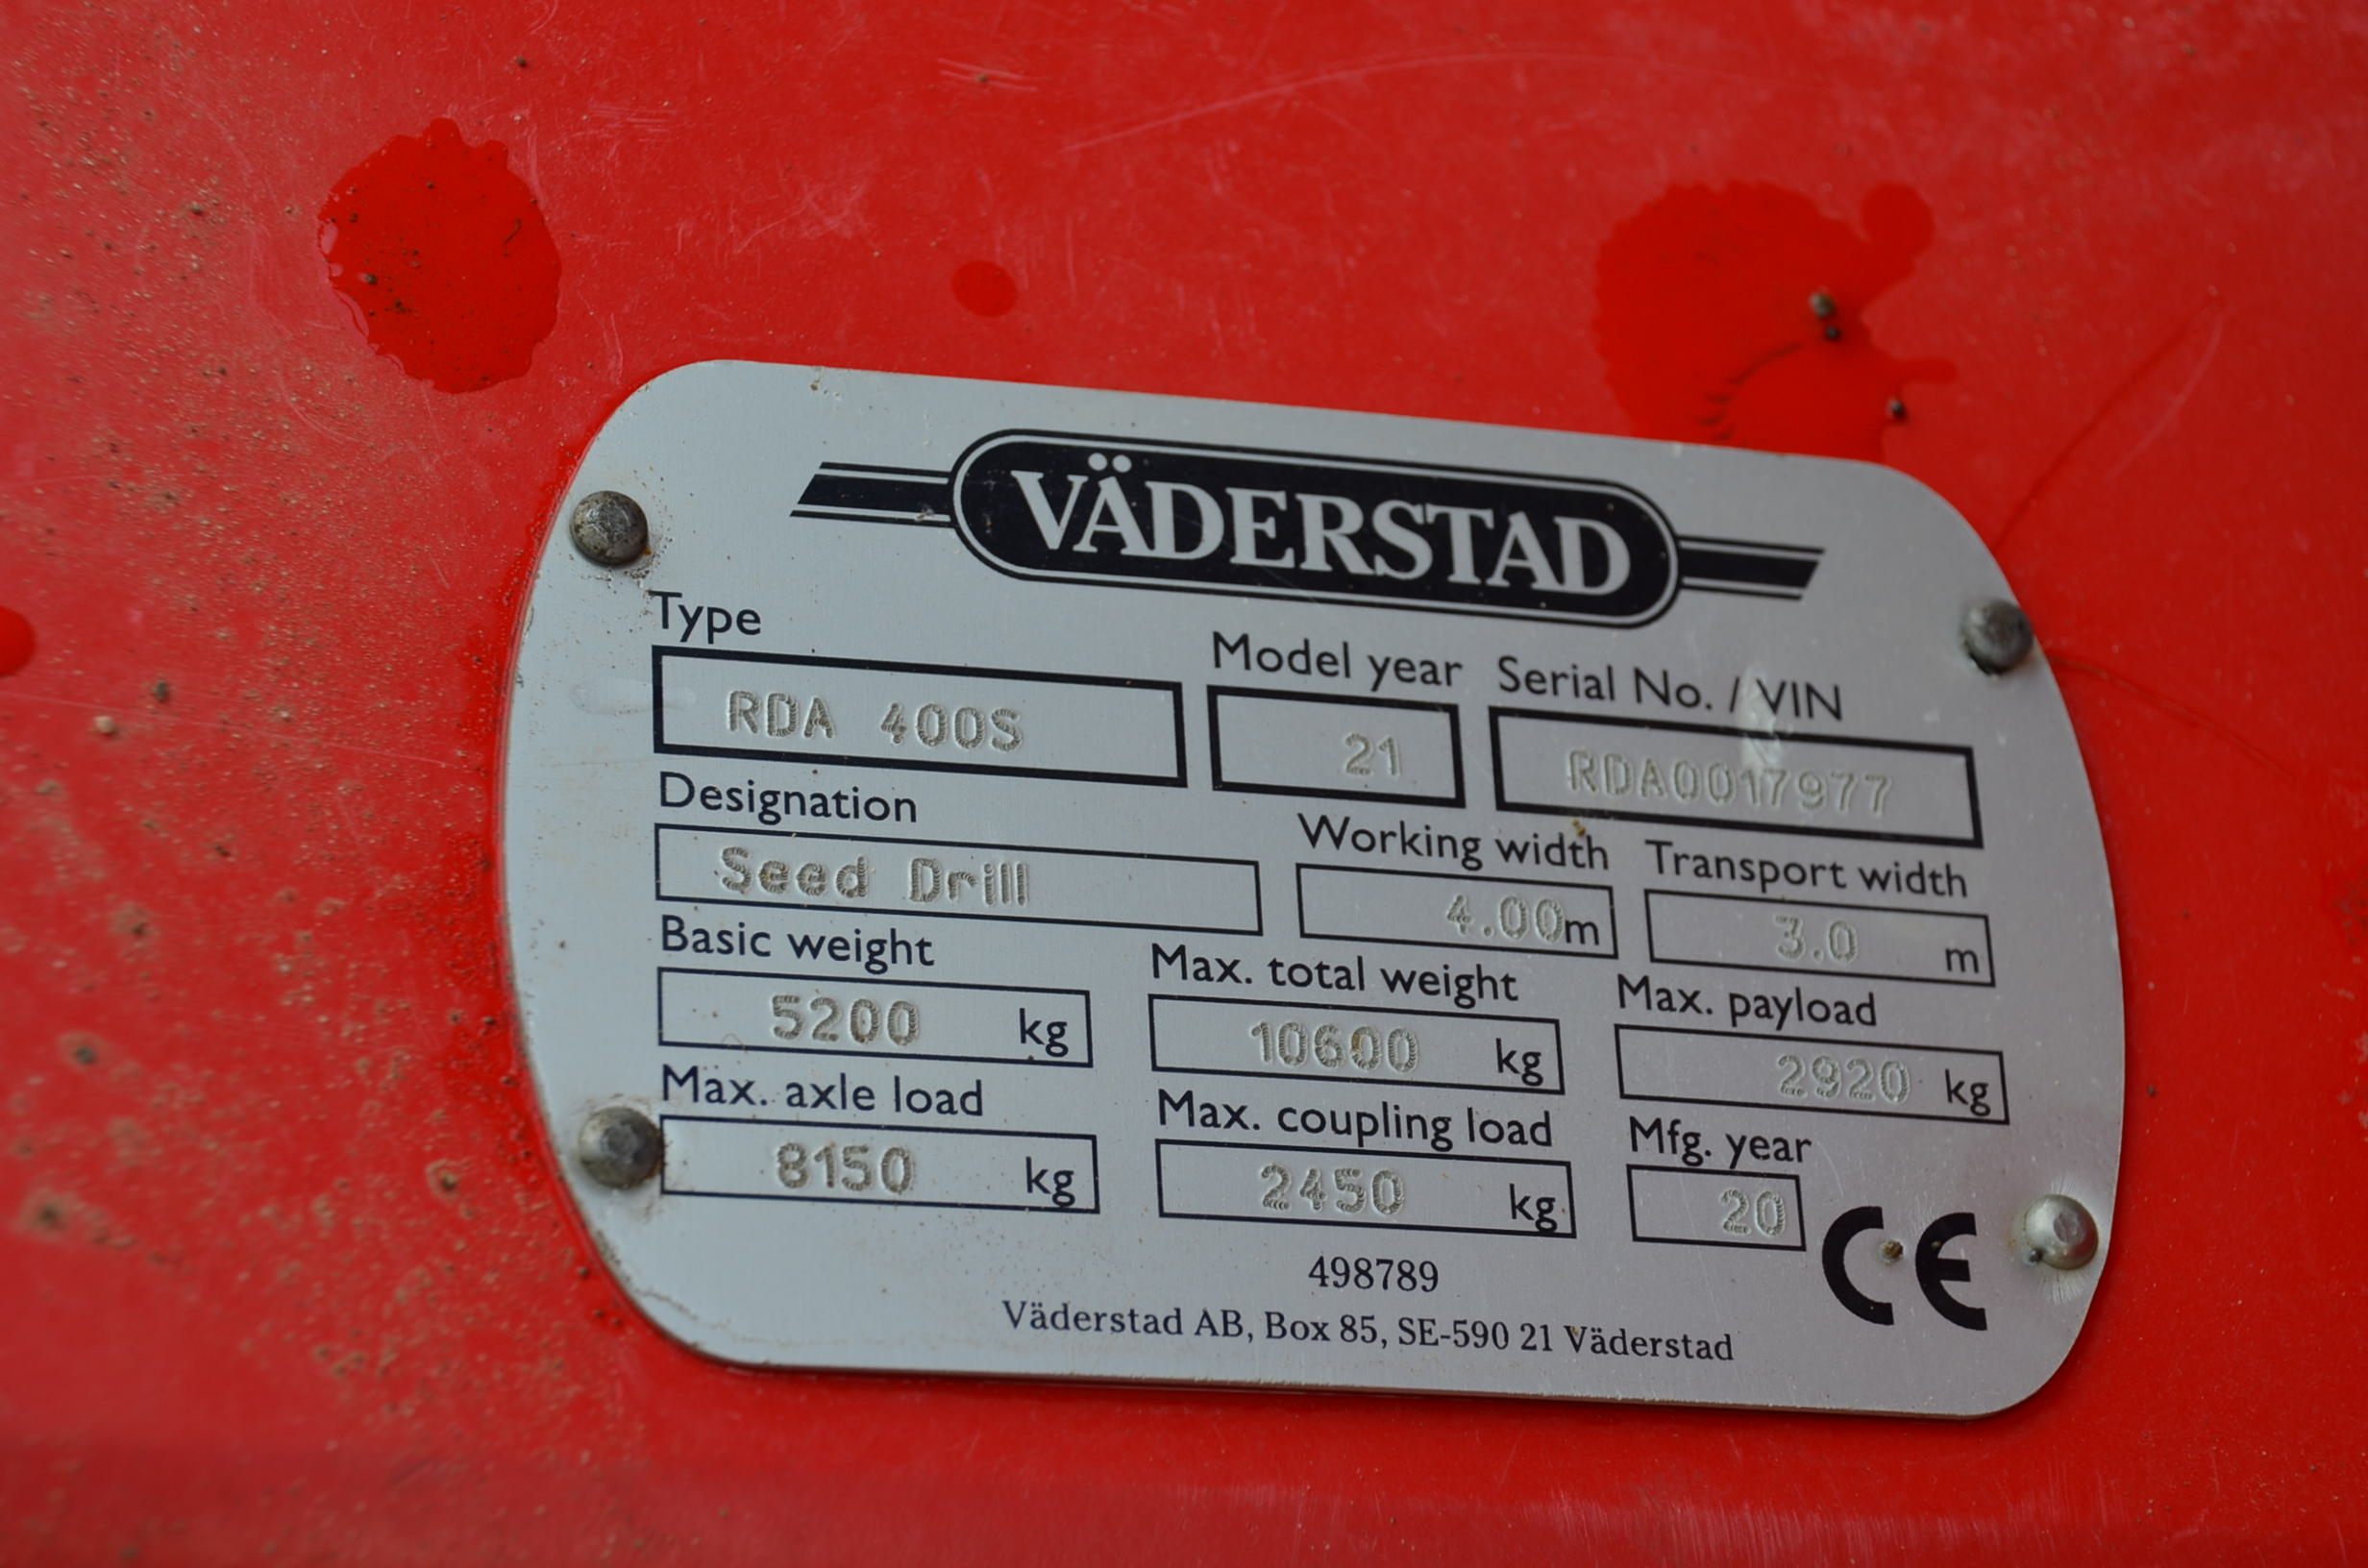 VÄDERSTAD
Type
Model year
Serial No. / VIN
RDA 400S
21
RDA0017977
Designation
Working width
Transport width
Seed Drill
4.00m
3.0 m
Basic weight
Max. total weight
Max. payload
5200 kg
10600 kg
2920 kg
Max. axle load
Max. coupling load
Mfg. year
8150 kg
2450 kg
20
CE
498789
Väderstad AB, Box 85, SE-590 21 Väderstad